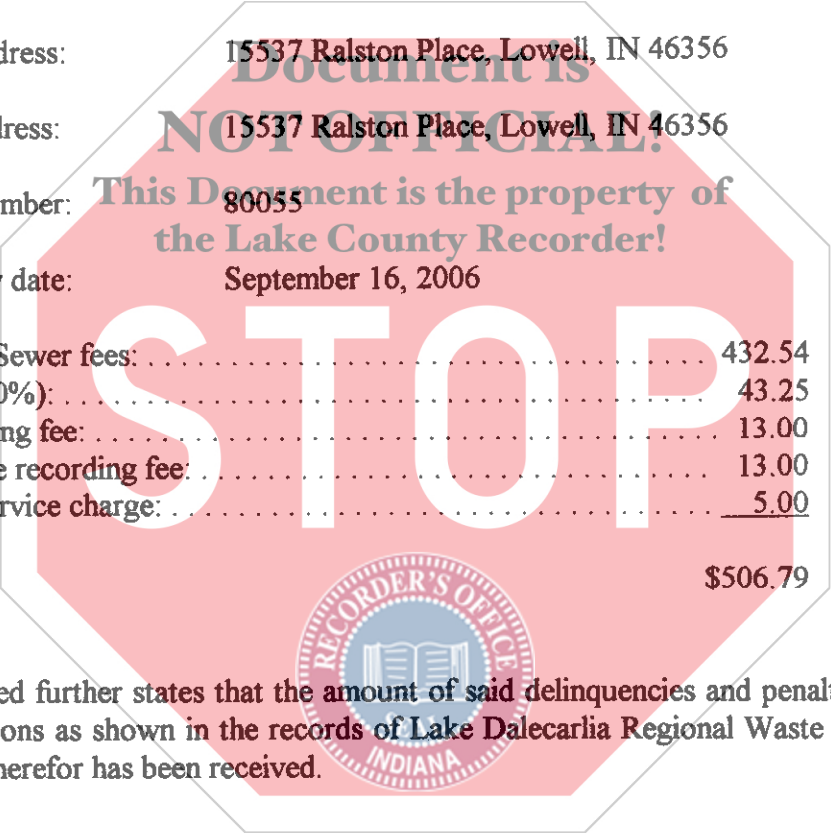 dress: 15537 Ralston Place, Lowell, IN 46356
Document is
dress: 15537 Ralston Place, Lowell, IN 46356
NOT OFFICIAL!
mber: 80055
This Document is the property of
the Lake County Recorder!
y date: September 16, 2006
STOP
Sewer fees: 432.54
0%): 43.25
ng fee: 13.00
e recording fee: 13.00
rvice charge: 5.00
$506.79
RECORDER'S OFFICE
ed further states that the amount of said delinquencies and penalt
ons as shown in the records of Lake Dalecarlia Regional Waste
INDIANA
herefor has been received.